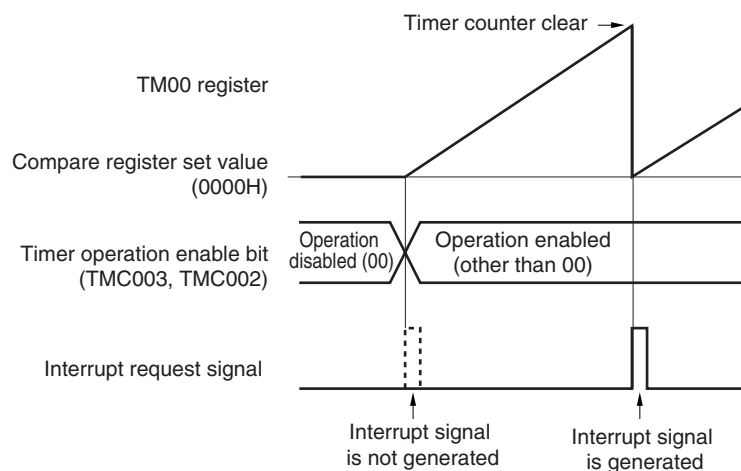 Timer counter clear
TM00 register
Compare register set value
(0000H)
Timer operation enable bit
(TMC003, TMC002)
Operation
disabled (00)
Operation enabled
(other than 00)
Interrupt request signal
Interrupt signal
is not generated
Interrupt signal
is generated